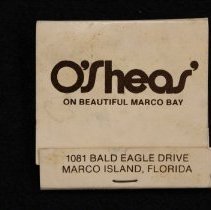 O'Sheas'
ON BEAUTIFUL MARCO BAY
1081 BALD EAGLE DRIVE
MARCO ISLAND, FLORIDA